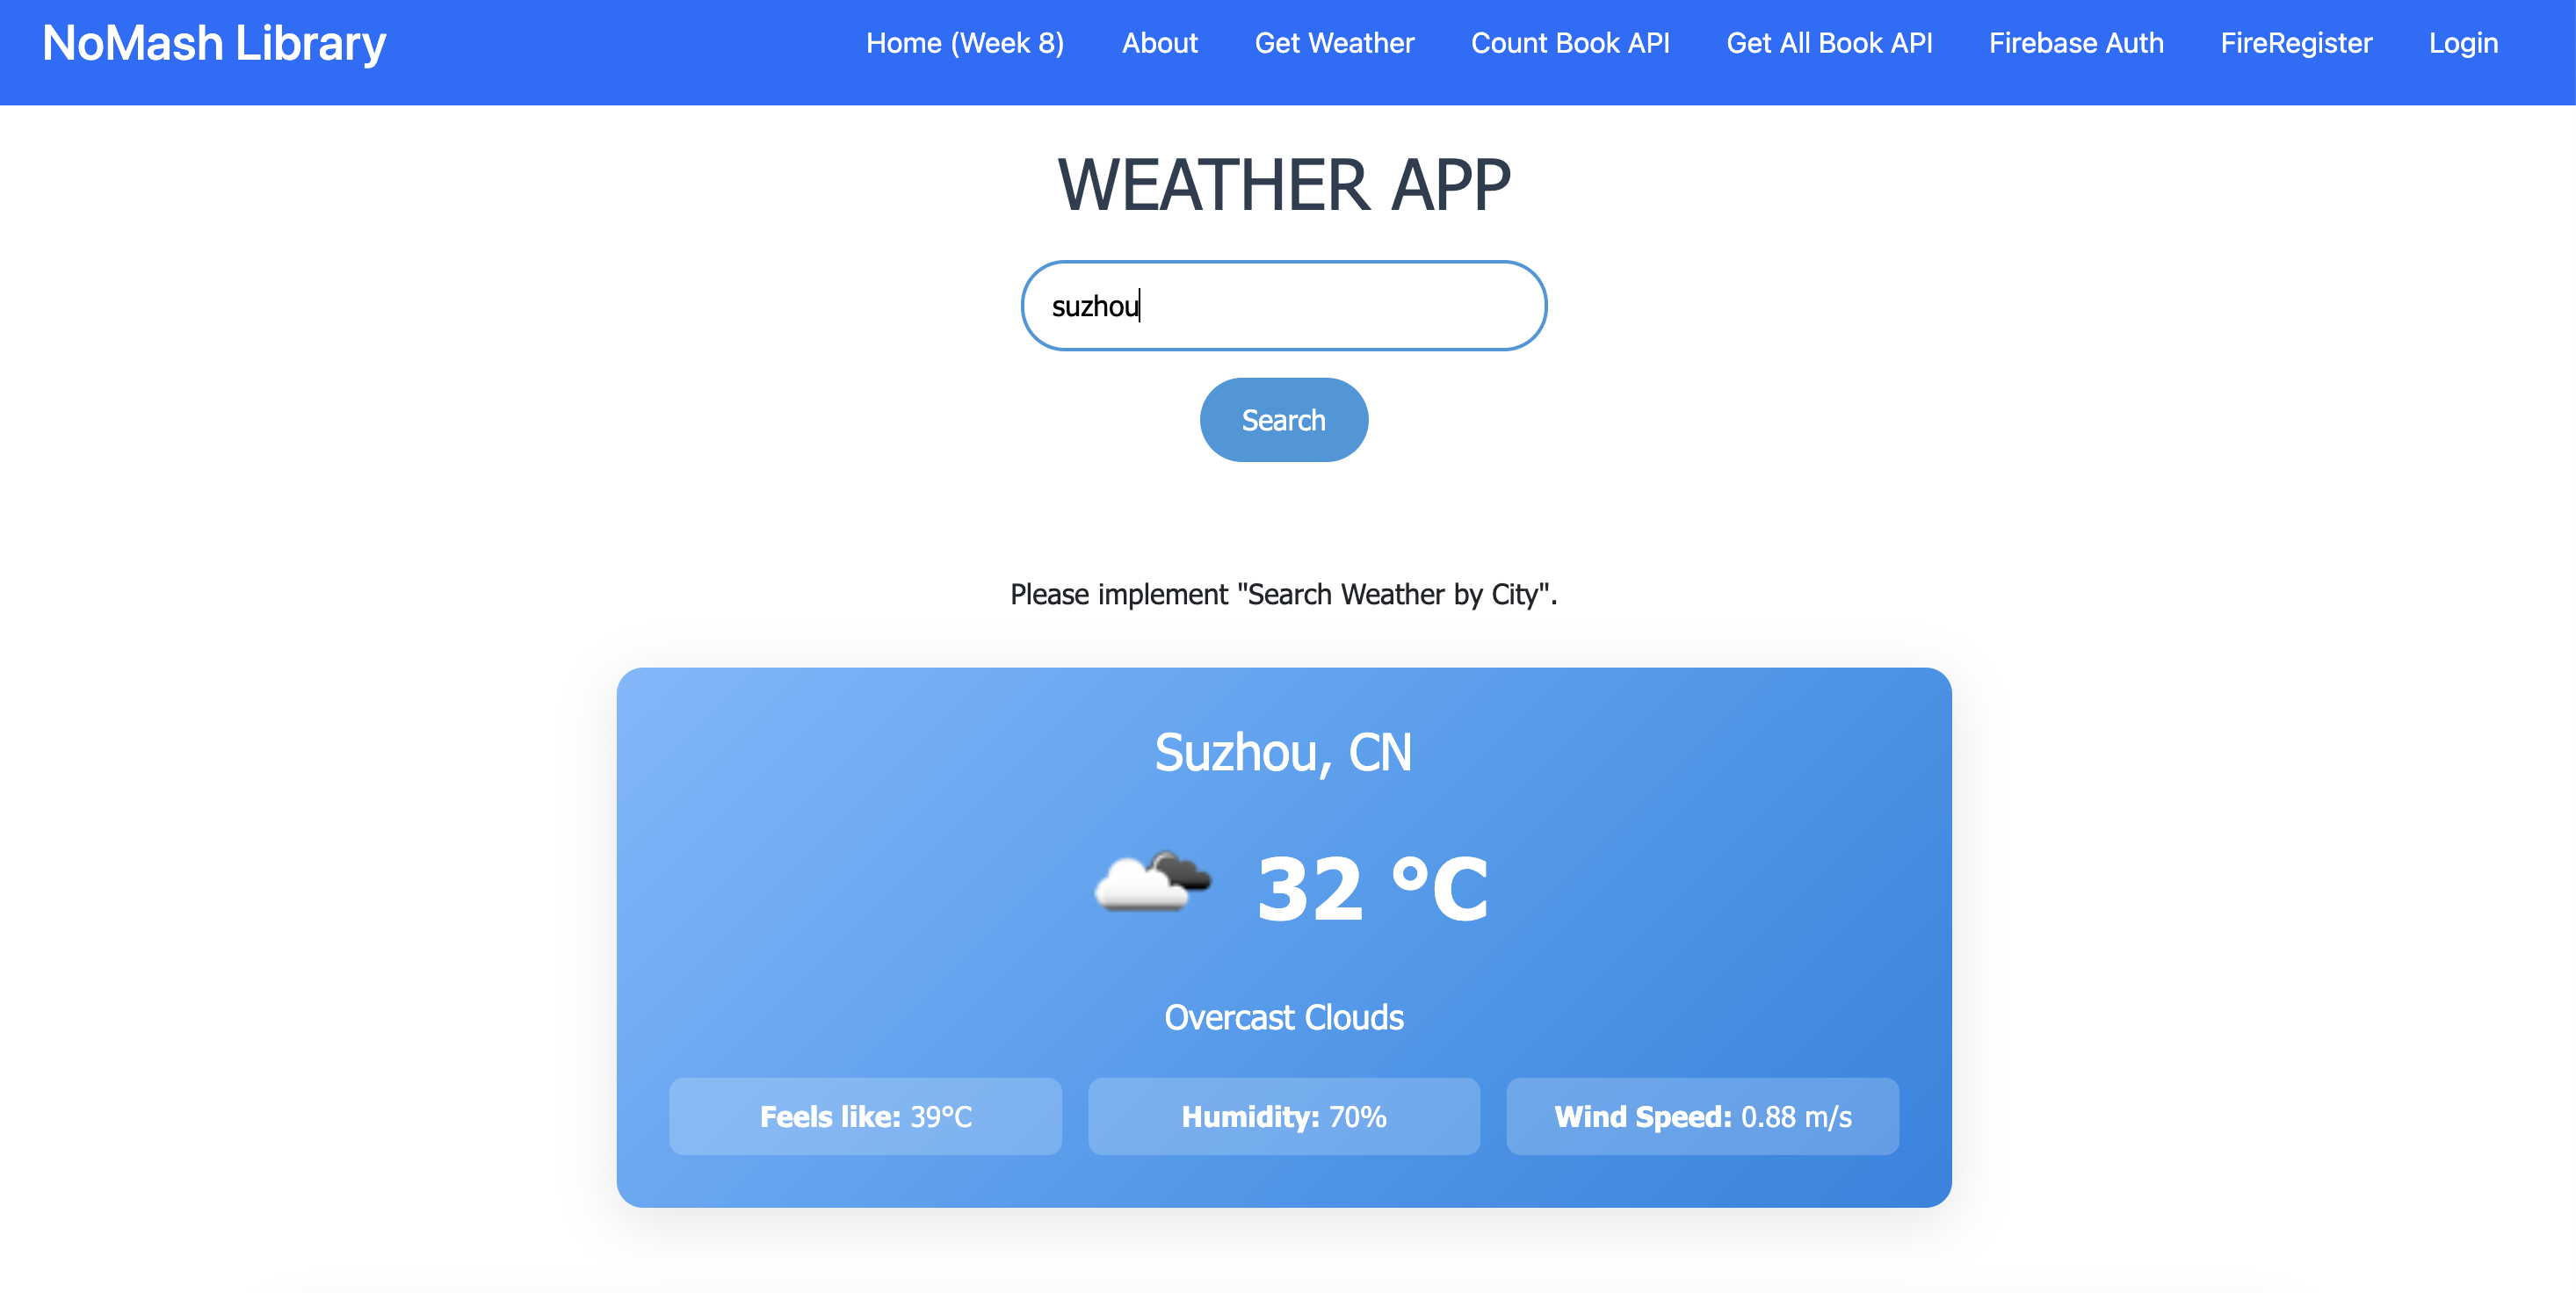 NoMash Library Home (Week 8) About Get Weather Count Book API Get All Book API Firebase Auth FireRegister Login
WEATHER APP
suzhou
Search
Please implement "Search Weather by City".
Suzhou, CN
32 °C
Overcast Clouds
Feels like: 39°C Humidity: 70% Wind Speed: 0.88 m/s